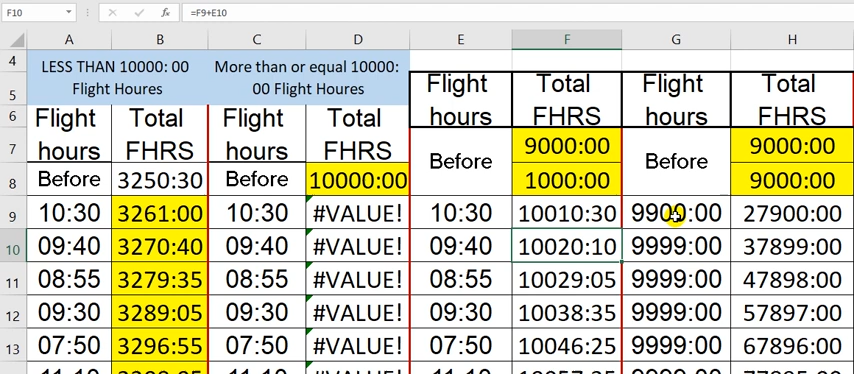 F10 fx =F9+E10
A B C D E F G H
4 LESS THAN 10000: 00 More than or equal 10000:
Flight Houres 00 Flight Houres
5 Flight Total Flight Total
hours FHRS hours FHRS
6 Flight Total Flight Total
hours FHRS hours FHRS
7 Before 9000:00 Before 9000:00
8 Before 3250:30 Before 10000:00 1000:00 9000:00
9 10:30 3261:00 10:30 #VALUE! 10:30 10010:30 9900:00 27900:00
10 09:40 3270:40 09:40 #VALUE! 09:40 10020:10 9999:00 37899:00
11 08:55 3279:35 08:55 #VALUE! 08:55 10029:05 9999:00 47898:00
12 09:30 3289:05 09:30 #VALUE! 09:30 10038:35 9999:00 57897:00
13 07:50 3296:55 07:50 #VALUE! 07:50 10046:25 9999:00 67896:00